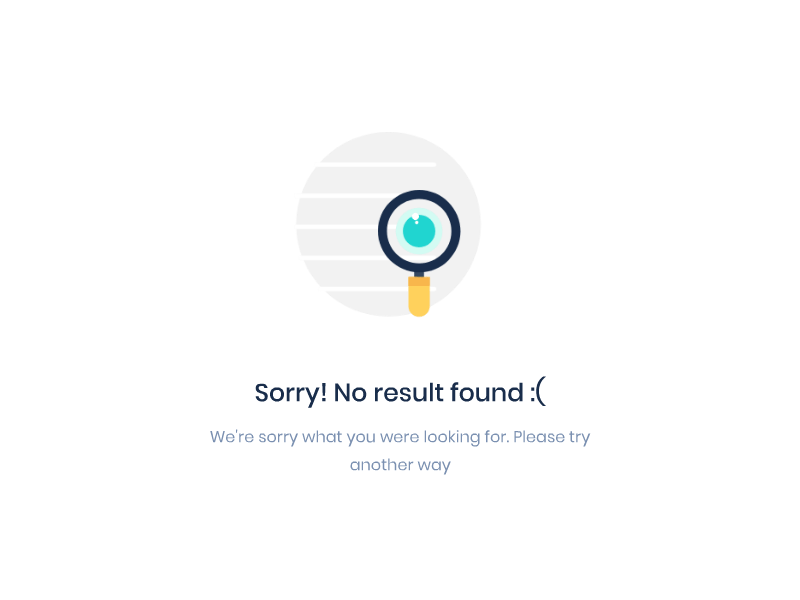 Sorry! No result found :(
We're sorry what you were looking for. Please try
another way